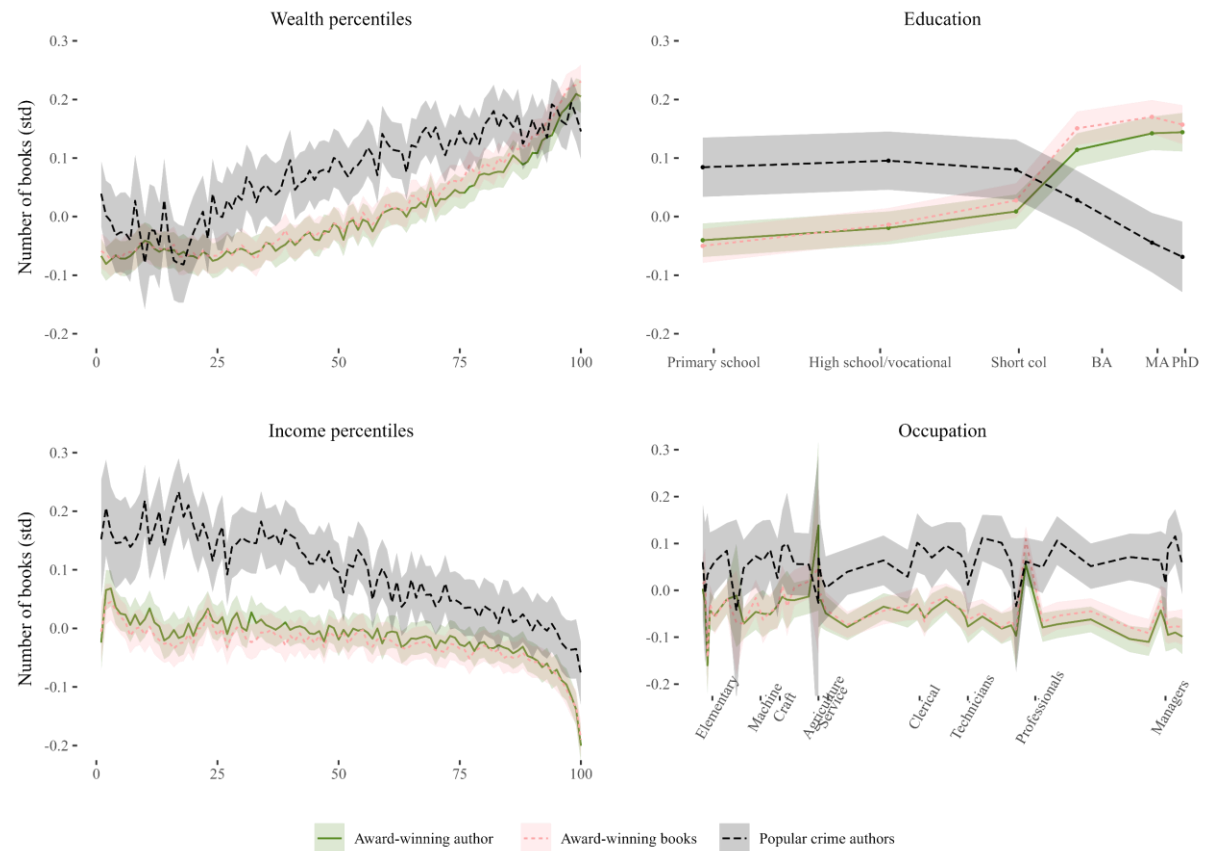 Wealth percentiles
Education
Number of books (std)
0.3
0.2
0.1
0.0
-0.1
-0.2
0 25 50 75 100
0.3
0.2
0.1
0.0
-0.1
-0.2
Primary school High school/vocational Short col BA MA PhD
Income percentiles
Occupation
Number of books (std)
0.3
0.2
0.1
0.0
-0.1
-0.2
0 25 50 75 100
0.3
0.2
0.1
0.0
-0.1
-0.2
Elementary
Machine
Craft
Agriculture
Service
Clerical
Technicians
Professionals
Managers
Award-winning author Award-winning books Popular crime authors